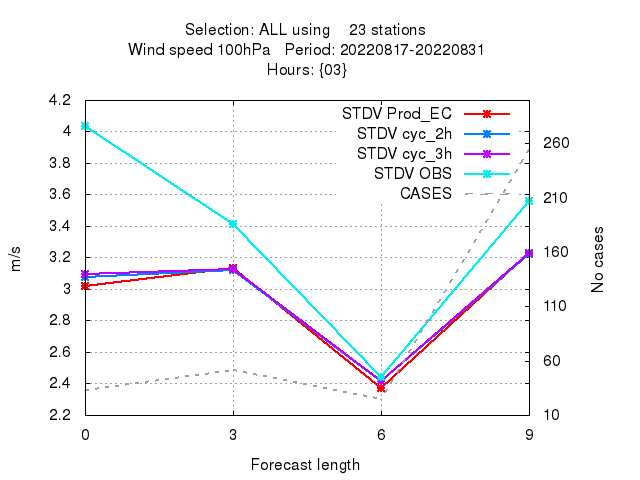 Selection: ALL using 23 stations
Wind speed 100hPa Period: 20220817-20220831
Hours: {03}
STDV Prod_EC
STDV cyc_2h
STDV cyc_3h
STDV OBS
CASES
4.2
4
3.8
3.6
3.4
3.2
3
2.8
2.6
2.4
2.2
m/s
260
210
160
110
60
10
No cases
0 3 6 9
Forecast length